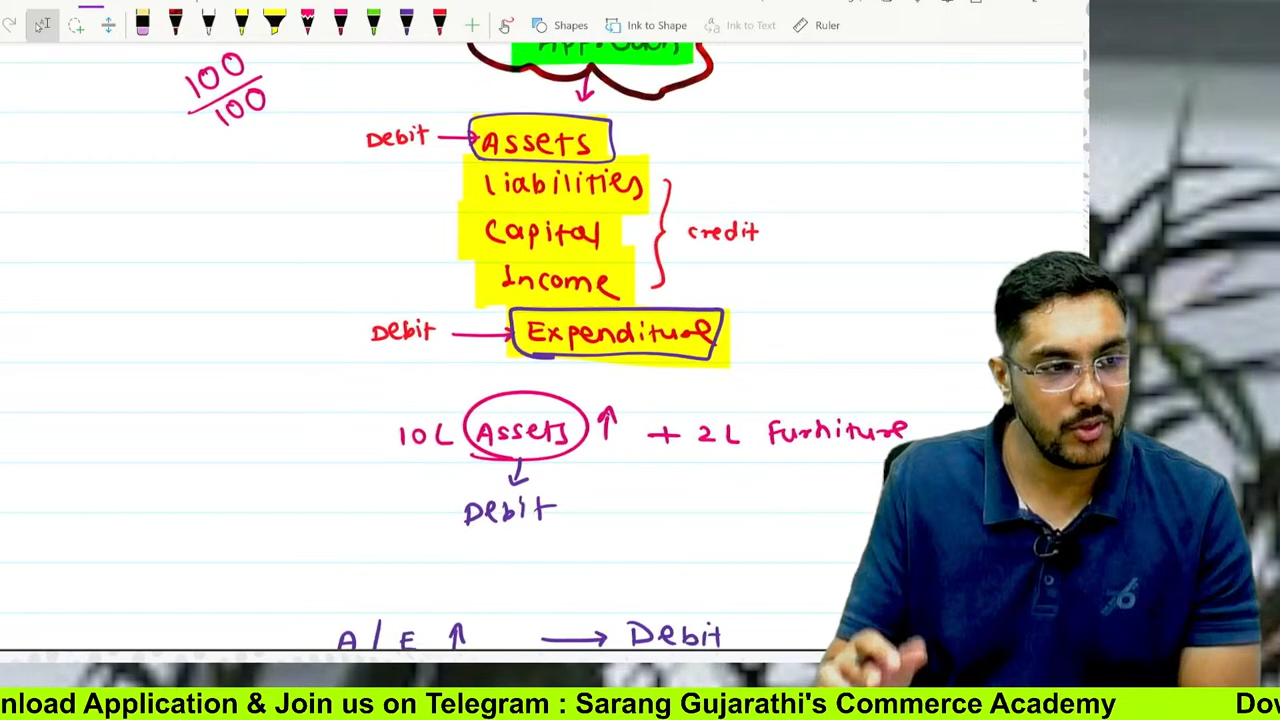 Shapes Ink to Shape Ink to Text Ruler
Approach
100
100
Debit → Assets
Liabilities
Capital
credit
Income
Debit → Expenditure
10L Assets ↑ + 2L Furniture
Debit
A / E ↑ → Debit
nload Application & Join us on Telegram : Sarang Gujarathi's Commerce Academy Dov